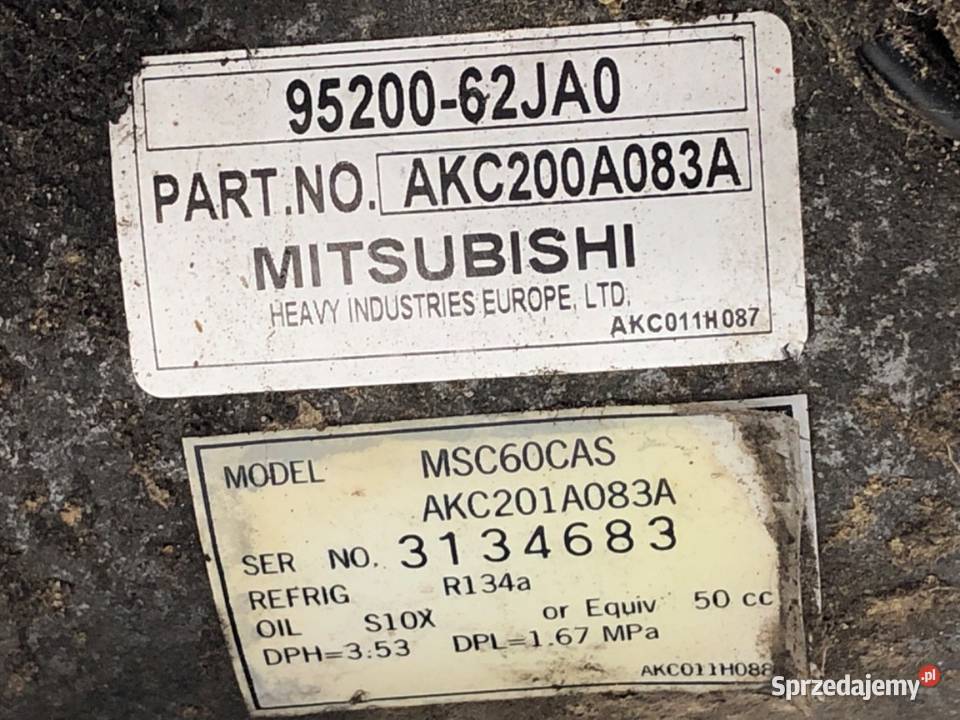 95200-62JA0
PART.NO. AKC200A083A
MITSUBISHI
HEAVY INDUSTRIES EUROPE, LTD.
AKC011H087
MODEL MSC60CAS
AKC201A083A
SER NO. 3134683
REFRIG R134a
OIL S10X or Equiv 50 cc
DPH=3.53 DPL=1.67 MPa
AKC011H088
Sprzedajemy.pl